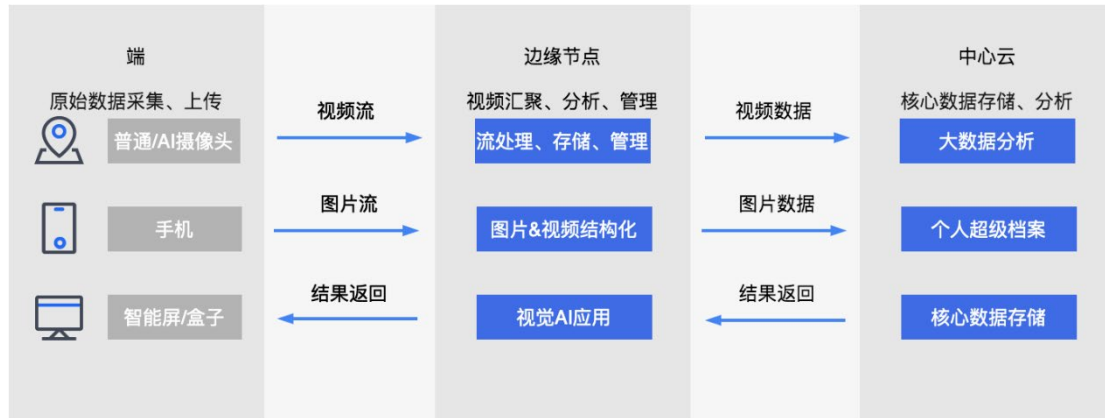 端
边缘节点
中心云
原始数据采集、上传
视频汇聚、分析、管理
核心数据存储、分析
普通/AI摄像头
视频流
流处理、存储、管理
视频数据
大数据分析
手机
图片流
图片&视频结构化
图片数据
个人超级档案
智能屏/盒子
结果返回
视觉AI应用
结果返回
核心数据存储